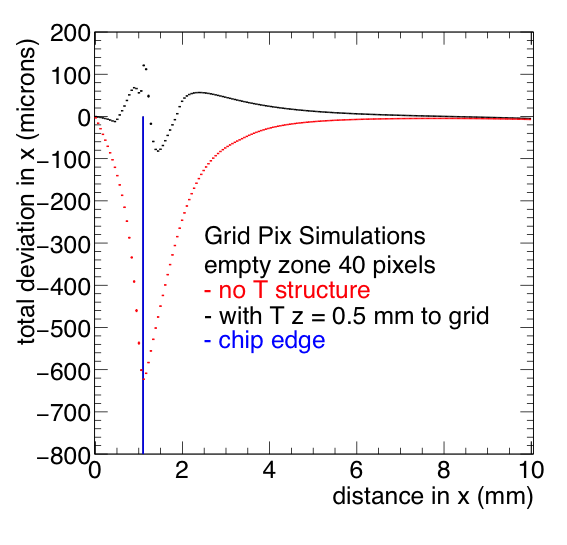 200
100
0
−100
−200
−300
−400
−500
−600
−700
−800
total deviation in x (microns)
Grid Pix Simulations
empty zone 40 pixels
- no T structure
- with T z = 0.5 mm to grid
- chip edge
0 2 4 6 8 10
distance in x (mm)